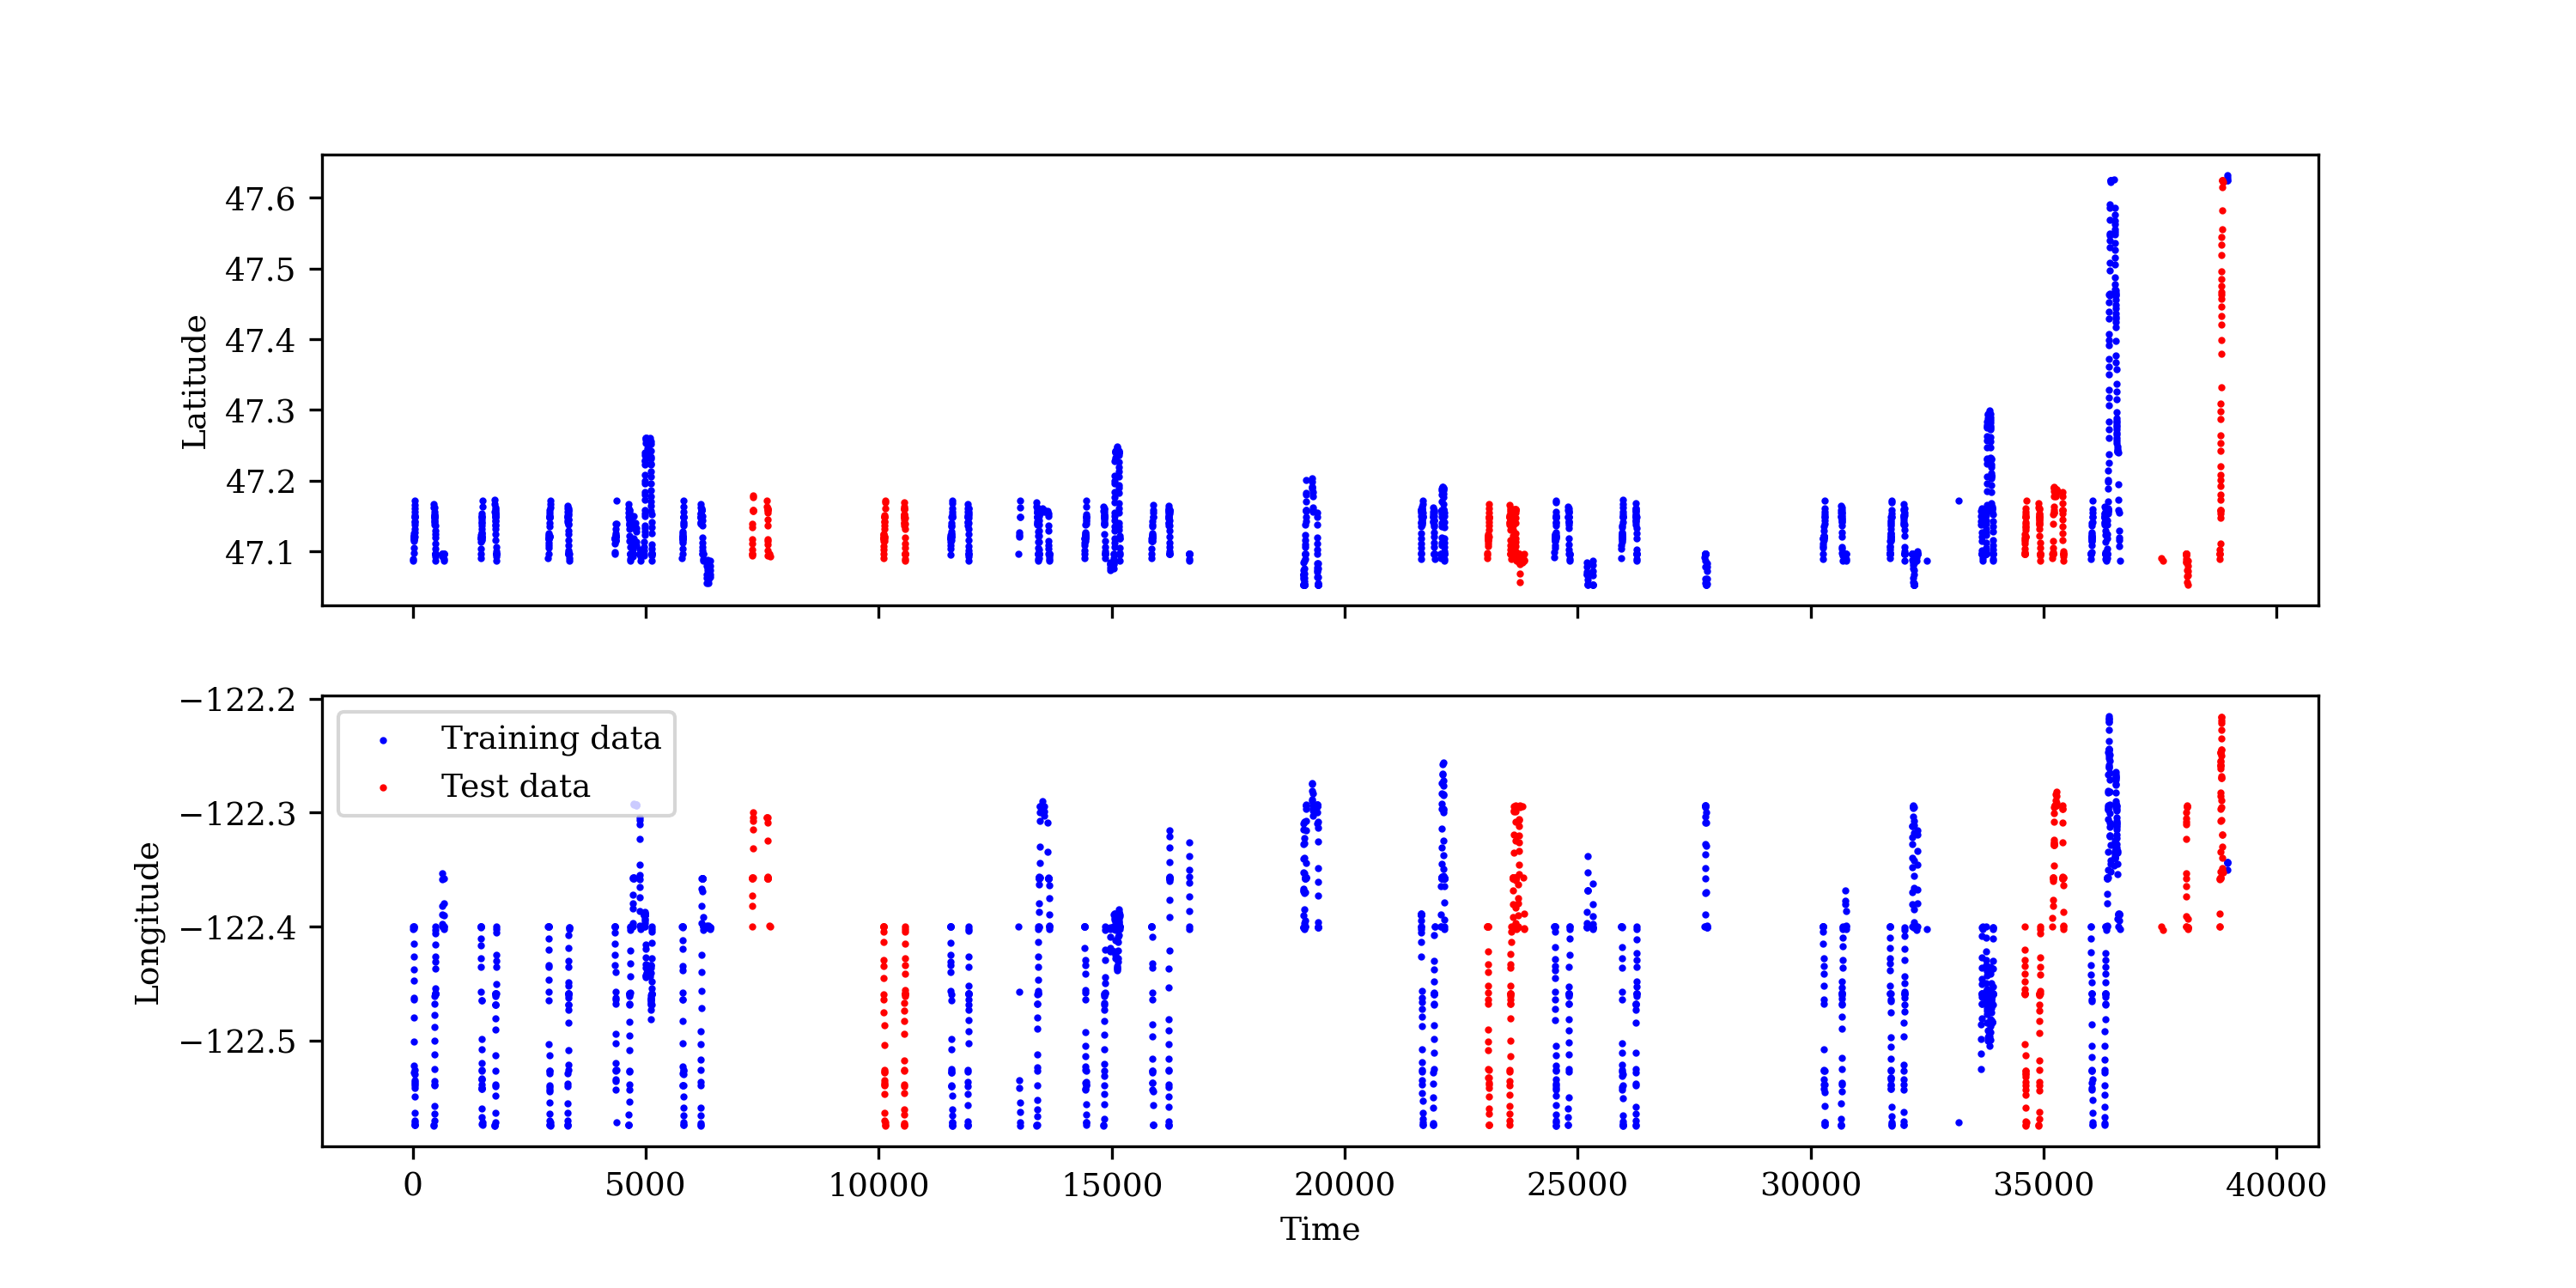 47.6
47.5
47.4
47.3
47.2
47.1
Latitude
−122.2
−122.3
−122.4
−122.5
Longitude
Training data
Test data
0 5000 10000 15000 20000 25000 30000 35000 40000
Time